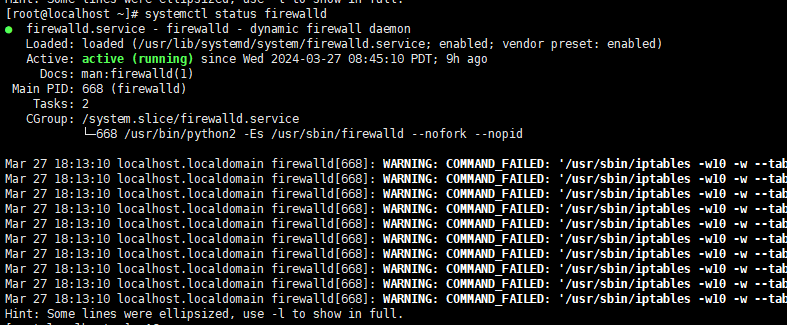 Hint: Some lines were ellipsized, use -l to show in full.
[root@localhost ~]# systemctl status firewalld
● firewalld.service - firewalld - dynamic firewall daemon
   Loaded: loaded (/usr/lib/systemd/system/firewalld.service; enabled; vendor preset: enabled)
   Active: active (running) since Wed 2024-03-27 08:45:10 PDT; 9h ago
     Docs: man:firewalld(1)
 Main PID: 668 (firewalld)
    Tasks: 2
   CGroup: /system.slice/firewalld.service
           └─668 /usr/bin/python2 -Es /usr/sbin/firewalld --nofork --nopid
Mar 27 18:13:10 localhost.localdomain firewalld[668]: WARNING: COMMAND_FAILED: '/usr/sbin/iptables -w10 -w --tab
Mar 27 18:13:10 localhost.localdomain firewalld[668]: WARNING: COMMAND_FAILED: '/usr/sbin/iptables -w10 -w --tab
Mar 27 18:13:10 localhost.localdomain firewalld[668]: WARNING: COMMAND_FAILED: '/usr/sbin/iptables -w10 -w --tab
Mar 27 18:13:10 localhost.localdomain firewalld[668]: WARNING: COMMAND_FAILED: '/usr/sbin/iptables -w10 -w --tab
Mar 27 18:13:10 localhost.localdomain firewalld[668]: WARNING: COMMAND_FAILED: '/usr/sbin/iptables -w10 -w --tab
Mar 27 18:13:10 localhost.localdomain firewalld[668]: WARNING: COMMAND_FAILED: '/usr/sbin/iptables -w10 -w --tab
Mar 27 18:13:10 localhost.localdomain firewalld[668]: WARNING: COMMAND_FAILED: '/usr/sbin/iptables -w10 -w --tab
Mar 27 18:13:10 localhost.localdomain firewalld[668]: WARNING: COMMAND_FAILED: '/usr/sbin/iptables -w10 -w --tab
Mar 27 18:13:10 localhost.localdomain firewalld[668]: WARNING: COMMAND_FAILED: '/usr/sbin/iptables -w10 -w --tab
Mar 27 18:13:10 localhost.localdomain firewalld[668]: WARNING: COMMAND_FAILED: '/usr/sbin/iptables -w10 -w --tab
Hint: Some lines were ellipsized, use -l to show in full.